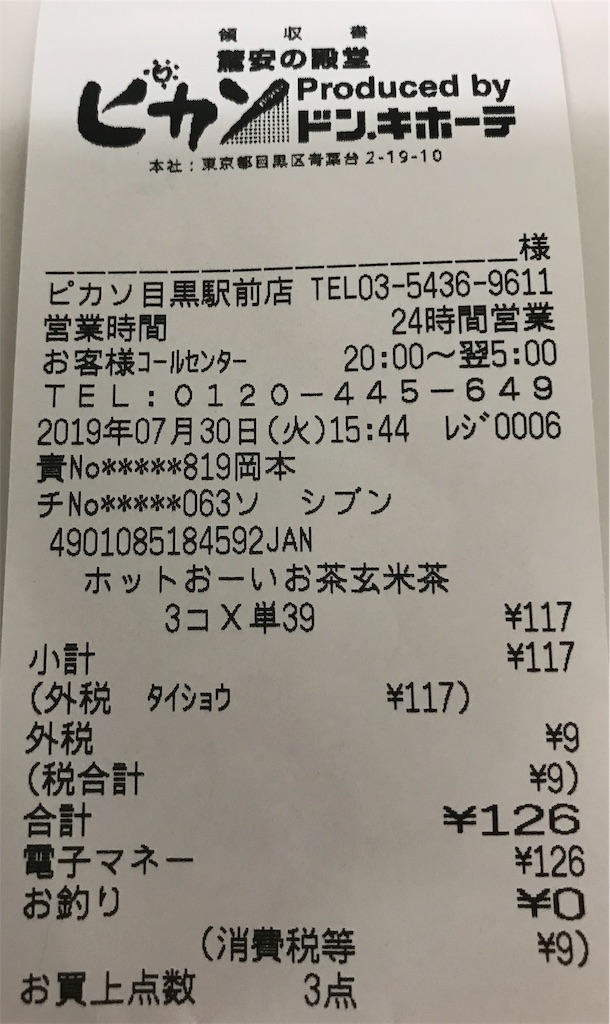 領収書
驚安の殿堂
ピカソ Produced by
ドン.キホーテ
本社:東京都目黒区青葉台2-19-10
様
ピカソ目黒駅前店 TEL03-5436-9611
営業時間 24時間営業
お客様コールセンター 20:00〜翌5:00
TEL:0120-445-649
2019年07月30日(火)15:44 レジ0006
責No*****819岡本
チNo*****063ソ シブン
4901085184592JAN
ホットおーいお茶玄米茶
3コX単39 ¥117
小計 ¥117
(外税 タイショウ ¥117)
外税 ¥9
(税合計 ¥9)
合計 ¥126
電子マネー ¥126
お釣り ¥0
(消費税等 ¥9)
お買上点数 3点